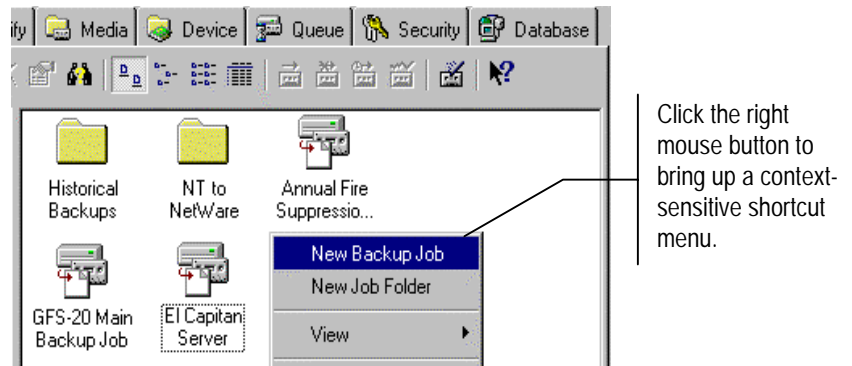 ify Media Device Queue Security Database
Historical Backups
NT to NetWare
Annual Fire Suppressio...
GFS-20 Main Backup Job
El Capitan Server
New Backup Job
New Job Folder
View
Click the right
mouse button to
bring up a context-
sensitive shortcut
menu.